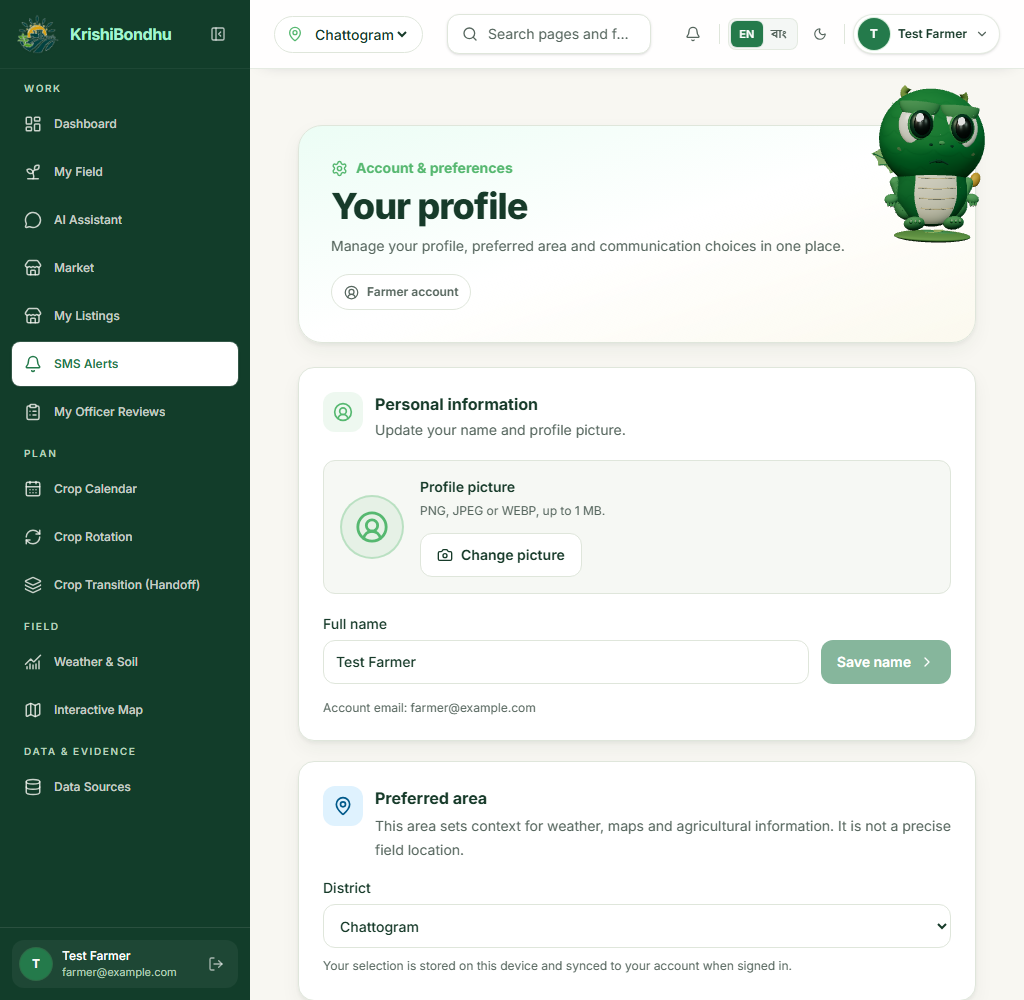 KrishiBondhu
WORK
Dashboard
My Field
AI Assistant
Market
My Listings
SMS Alerts
My Officer Reviews
PLAN
Crop Calendar
Crop Rotation
Crop Transition (Handoff)
FIELD
Weather & Soil
Interactive Map
DATA & EVIDENCE
Data Sources
T
Test Farmer
farmer@example.com
Chattogram
Search pages and f...
EN
বাং
T
Test Farmer
Account & preferences
Your profile
Manage your profile, preferred area and communication choices in one place.
Farmer account
Personal information
Update your name and profile picture.
Profile picture
PNG, JPEG or WEBP, up to 1 MB.
Change picture
Full name
Test Farmer
Save name
Account email: farmer@example.com
Preferred area
This area sets context for weather, maps and agricultural information. It is not a precise
field location.
District
Chattogram
Your selection is stored on this device and synced to your account when signed in.